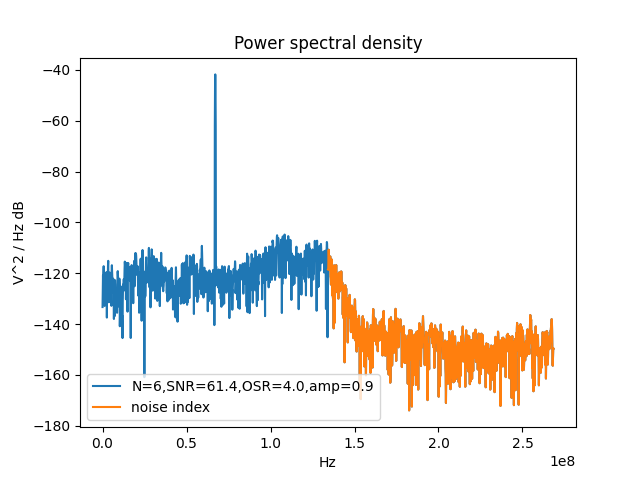 Power spectral density
V^2 / Hz dB
−40
−60
−80
−100
−120
−140
−160
−180
N=6,SNR=61.4,OSR=4.0,amp=0.9
noise index
0.0 0.5 1.0 1.5 2.0 2.5
1e8
Hz